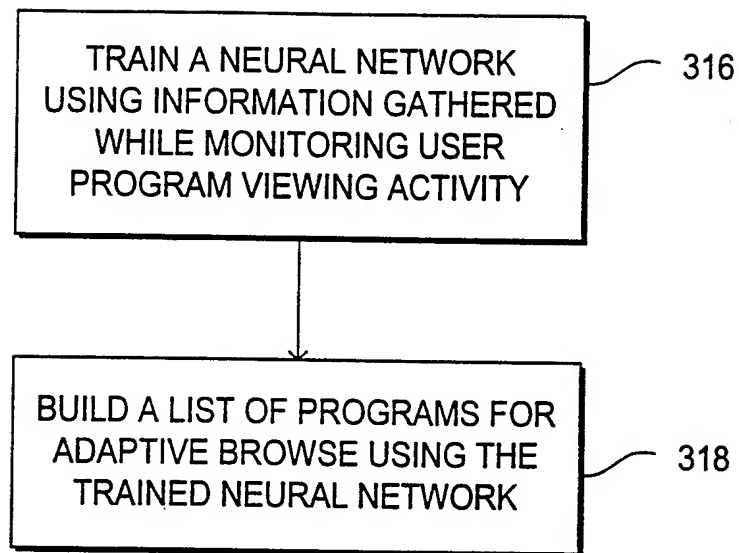 TRAIN A NEURAL NETWORK
USING INFORMATION GATHERED
WHILE MONITORING USER
PROGRAM VIEWING ACTIVITY
316
BUILD A LIST OF PROGRAMS FOR
ADAPTIVE BROWSE USING THE
TRAINED NEURAL NETWORK
318